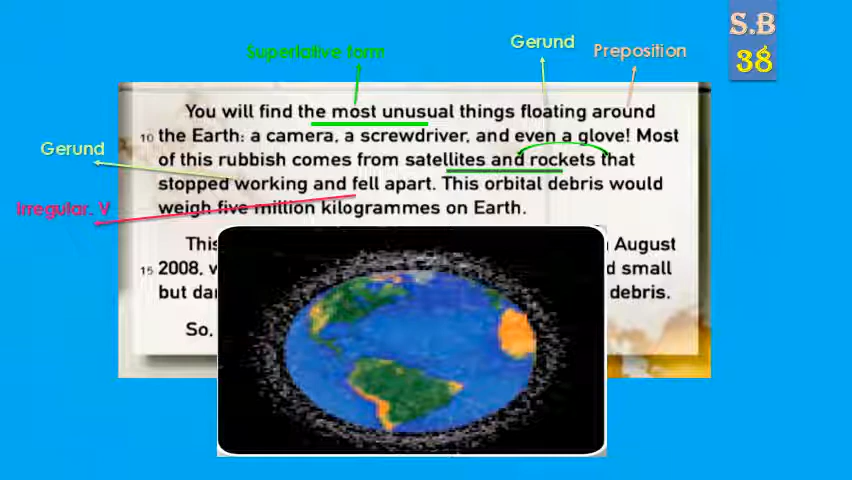 S.B
38
Superlative form
Gerund
Preposition
You will find the most unusual things floating around
10 the Earth: a camera, a screwdriver, and even a glove! Most
Gerund
of this rubbish comes from satellites and rockets that
stopped working and fell apart. This orbital debris would
Irregular. V
weigh five million kilogrammes on Earth.
This August
15 2008, small
but debris.
So,